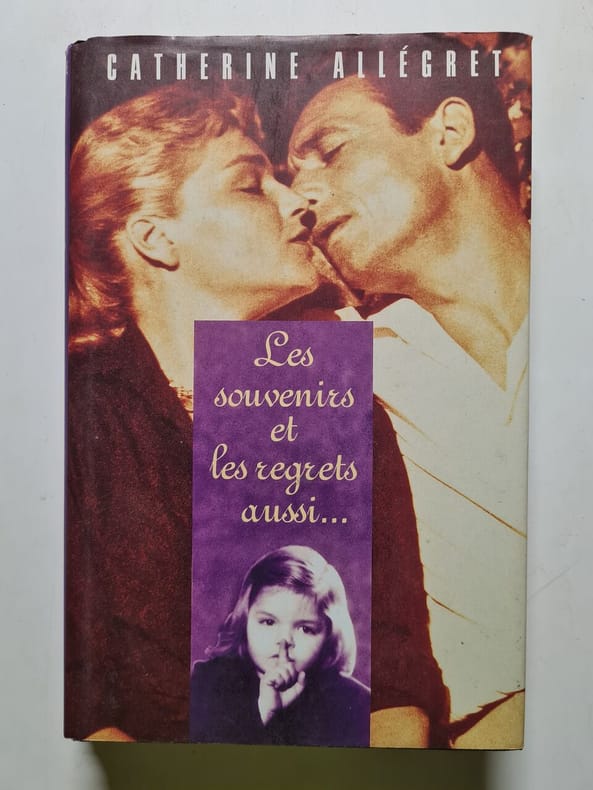 CATHERINE ALLÉGRET
Les
souvenirs
et
les regrets
aussi...